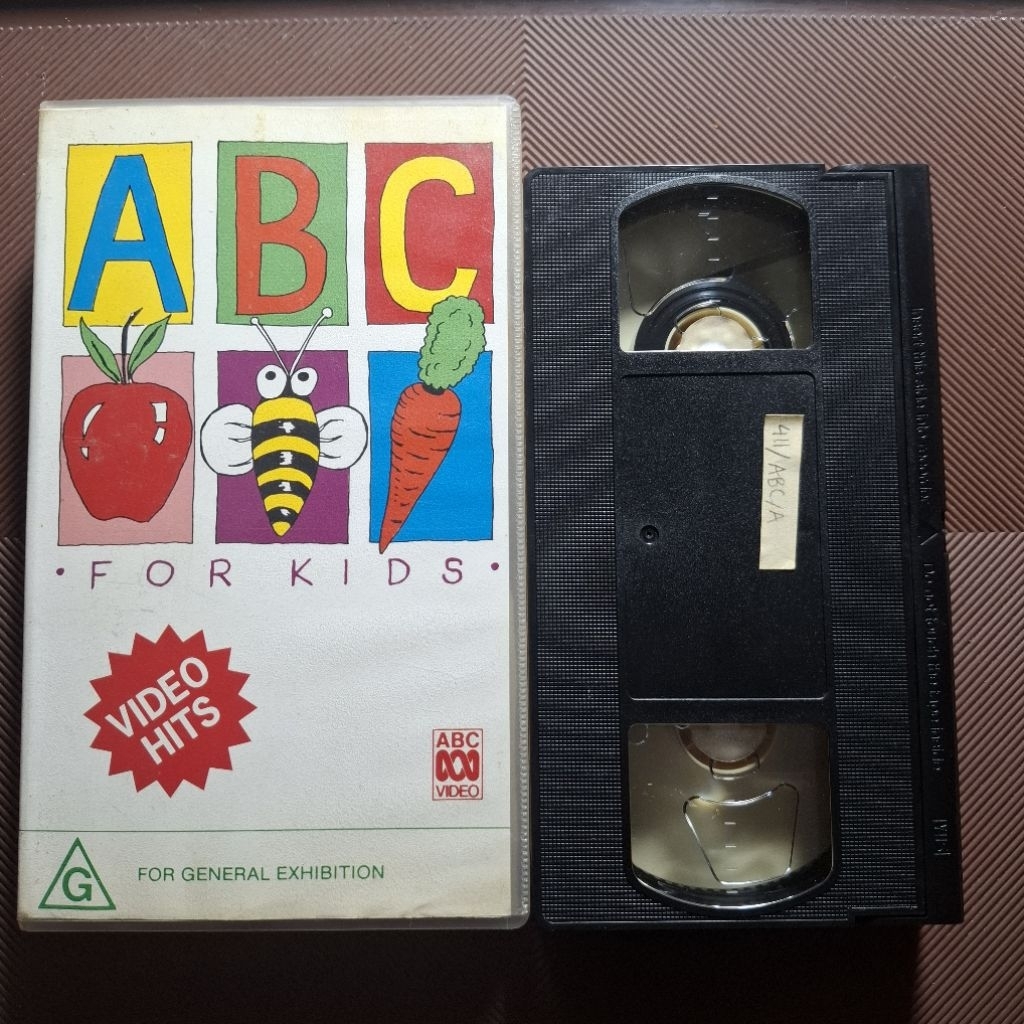 A B C
• FOR KIDS •
VIDEO
HITS
ABC
VIDEO
G
FOR GENERAL EXHIBITION
411/ABC/A